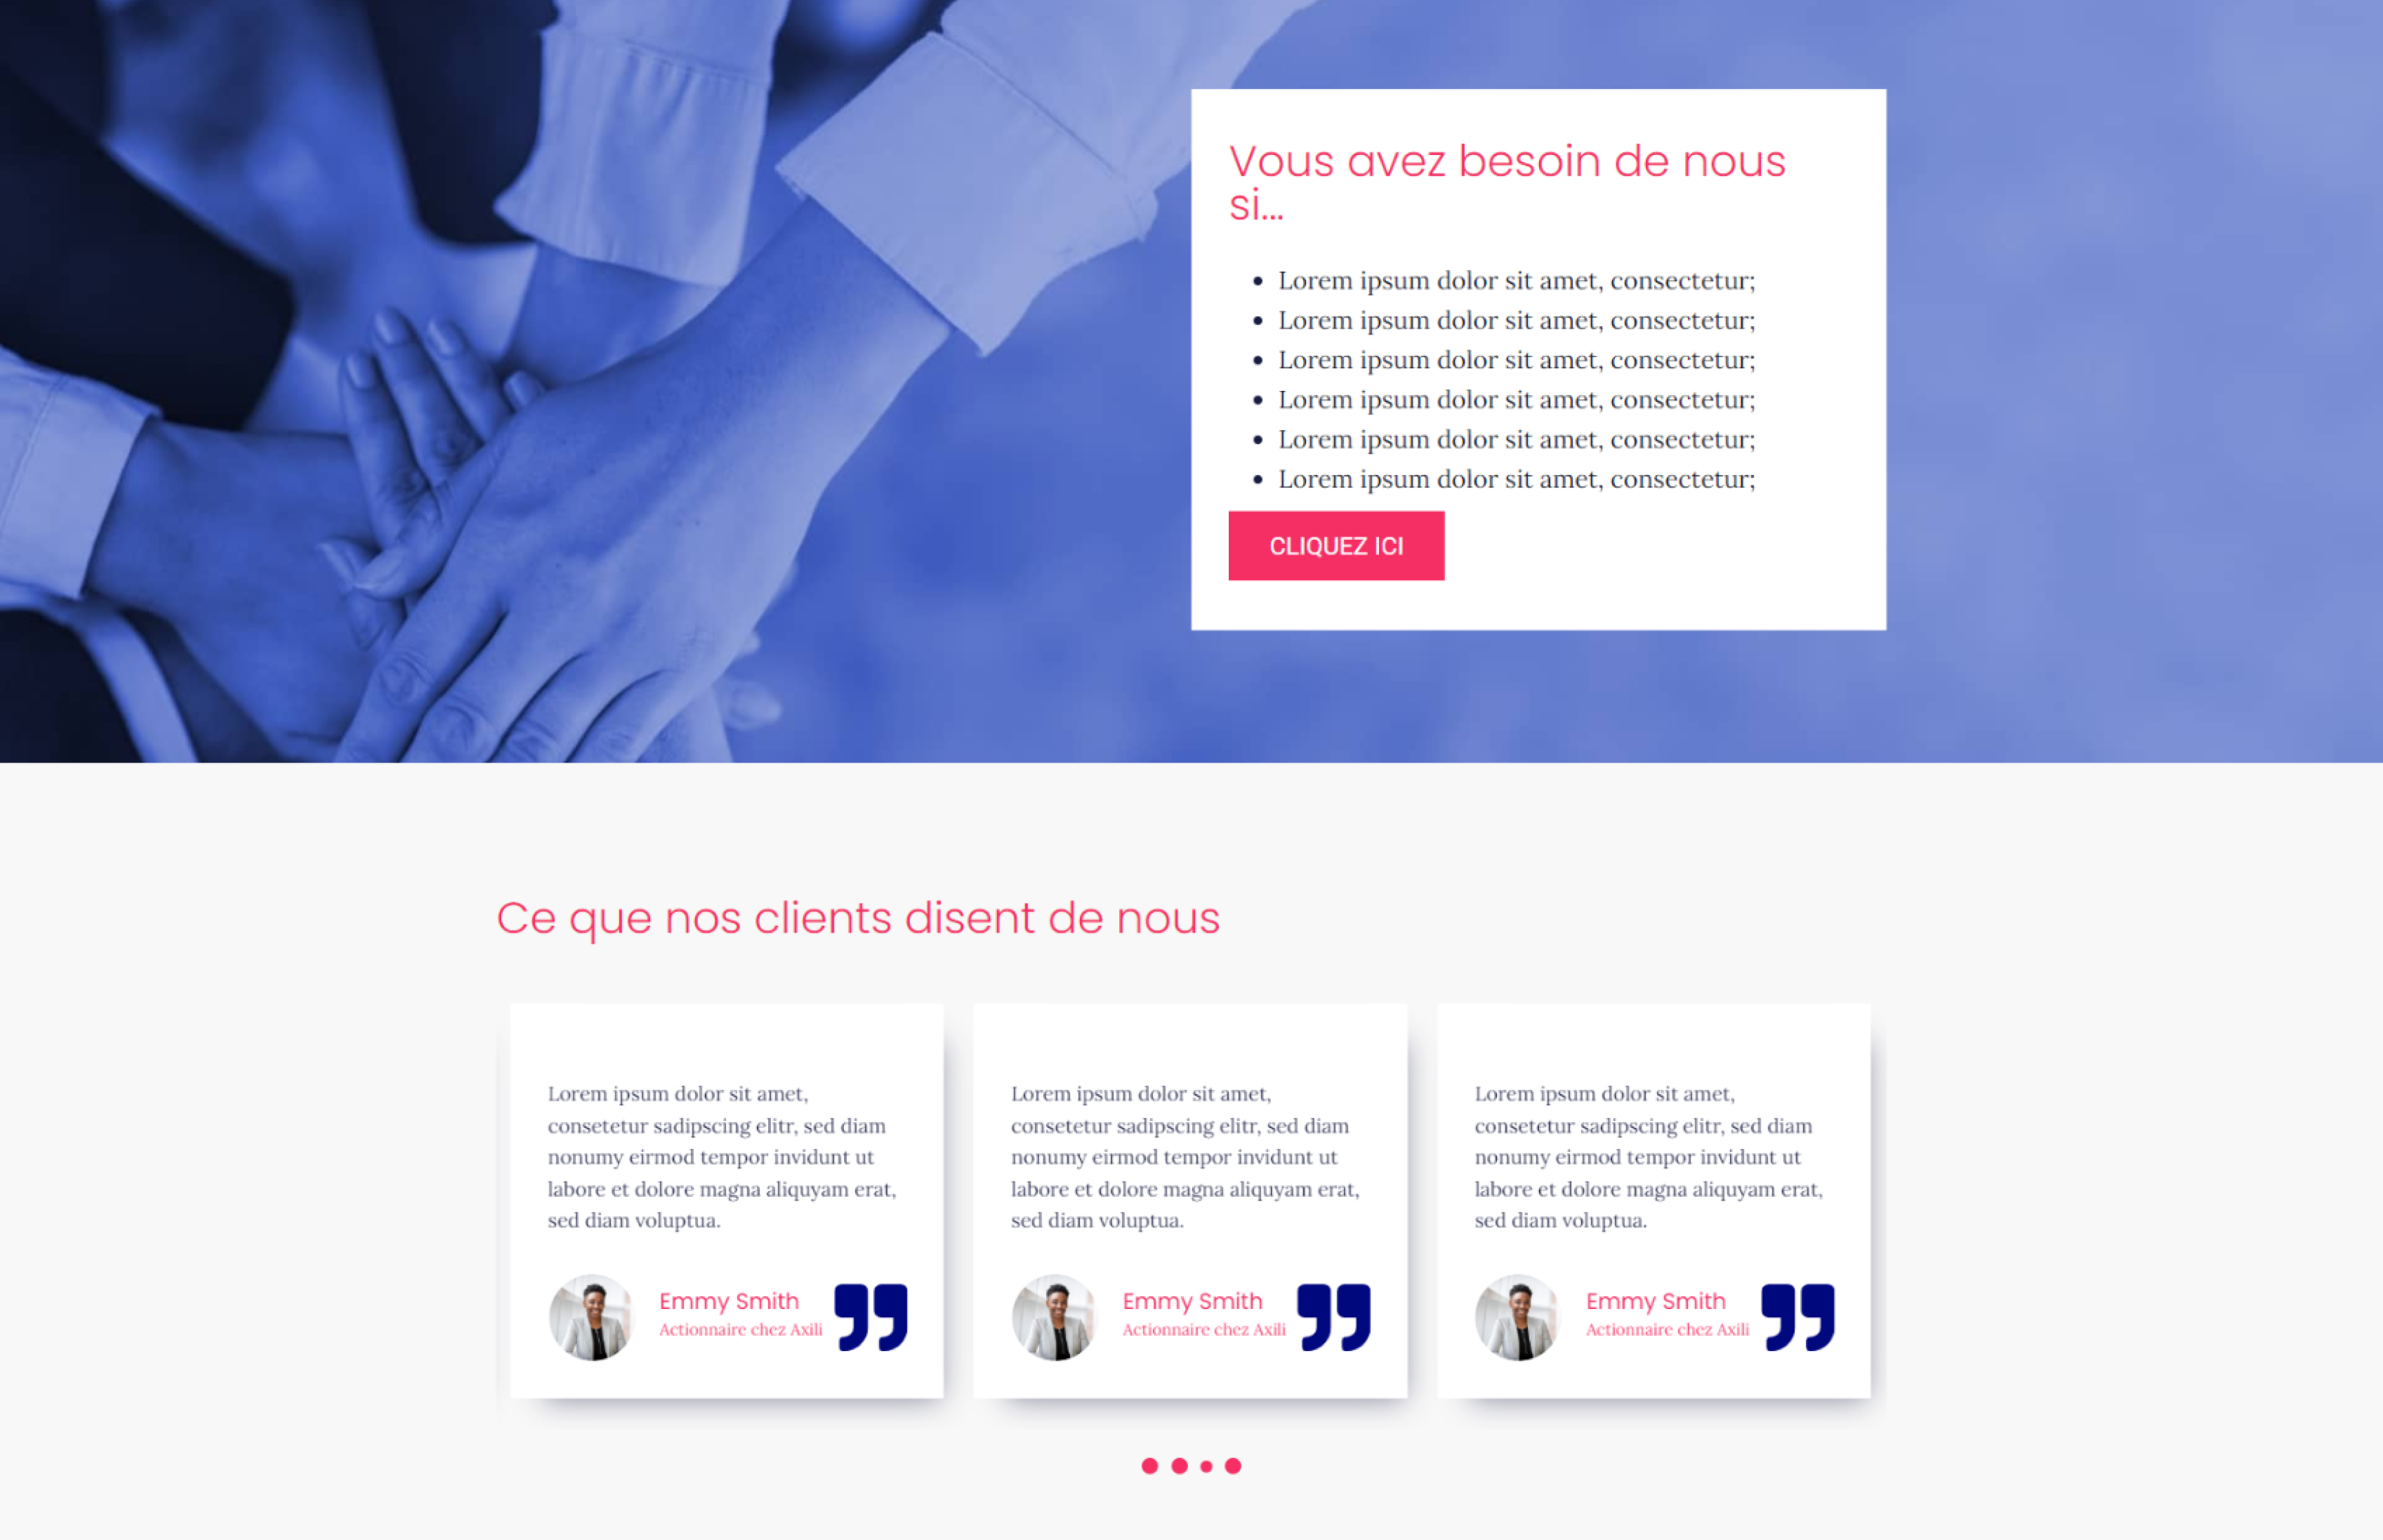 Vous avez besoin de nous
si...
Lorem ipsum dolor sit amet, consectetur;
Lorem ipsum dolor sit amet, consectetur;
Lorem ipsum dolor sit amet, consectetur;
Lorem ipsum dolor sit amet, consectetur;
Lorem ipsum dolor sit amet, consectetur;
Lorem ipsum dolor sit amet, consectetur;
CLIQUEZ ICI
Ce que nos clients disent de nous
Lorem ipsum dolor sit amet,
consetetur sadipscing elitr, sed diam
nonumy eirmod tempor invidunt ut
labore et dolore magna aliquyam erat,
sed diam voluptua.
Emmy Smith
Actionnaire chez Axili
Lorem ipsum dolor sit amet,
consetetur sadipscing elitr, sed diam
nonumy eirmod tempor invidunt ut
labore et dolore magna aliquyam erat,
sed diam voluptua.
Emmy Smith
Actionnaire chez Axili
Lorem ipsum dolor sit amet,
consetetur sadipscing elitr, sed diam
nonumy eirmod tempor invidunt ut
labore et dolore magna aliquyam erat,
sed diam voluptua.
Emmy Smith
Actionnaire chez Axili